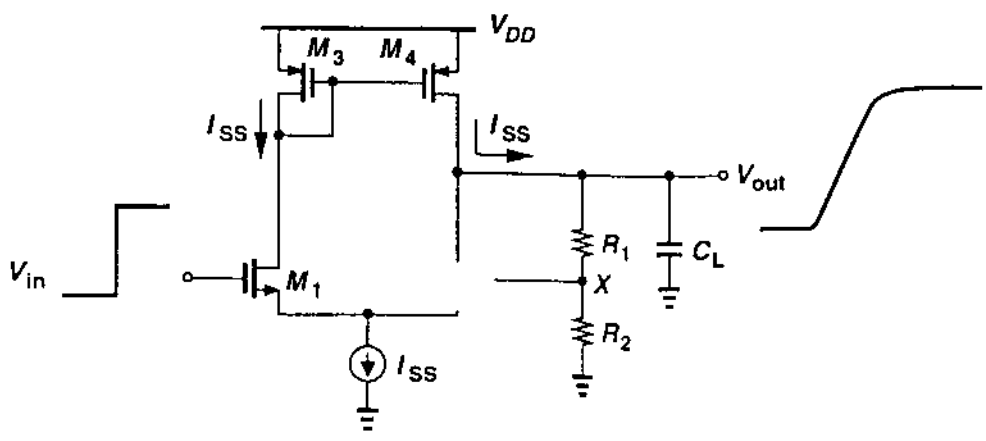 V_DD
M_3 M_4
I_SS I_SS
V_out
R_1 C_L
V_in M_1 X
R_2
I_SS